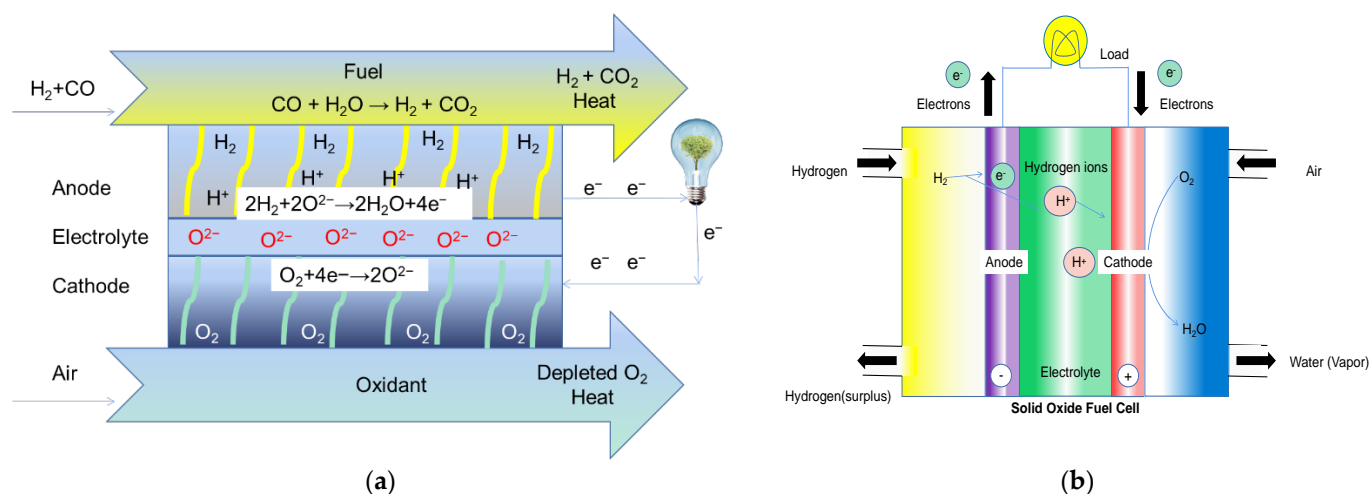 H₂+CO
Fuel
CO + H₂O → H₂ + CO₂
H₂ + CO₂
Heat
H₂ H₂ H₂ H₂
Anode
H⁺ H⁺ H⁺ H⁺
2H₂+2O²⁻→2H₂O+4e⁻
e⁻ e⁻
Electrolyte
O²⁻ O²⁻ O²⁻ O²⁻ O²⁻ O²⁻
e⁻
Cathode
O₂+4e−→2O²⁻
e⁻ e⁻
O₂ O₂ O₂ O₂
Air
Oxidant
Depleted O₂
Heat
(a)
Load
e⁻
Electrons
e⁻
Electrons
Hydrogen
H₂
e⁻
Hydrogen ions
H⁺
O₂
Air
Anode
H⁺
Cathode
H₂O
Hydrogen(surplus)
-
Electrolyte
+
Water (Vapor)
Solid Oxide Fuel Cell
(b)